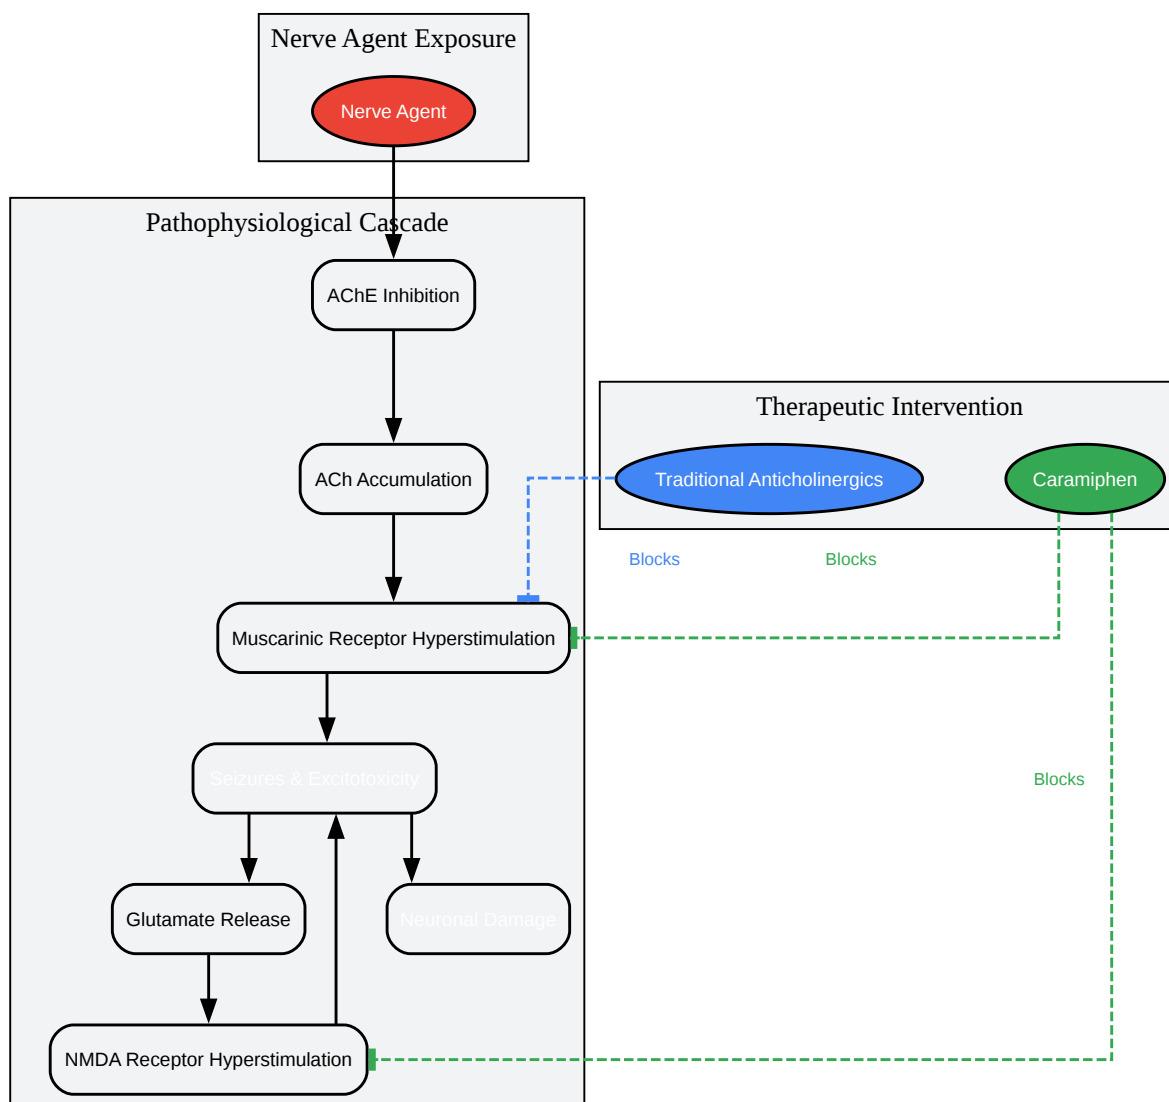 Nerve Agent Exposure
Nerve Agent
Pathophysiological Cascade
AChE Inhibition
Therapeutic Intervention
ACh Accumulation
Traditional Anticholinergics
Caramiphen
Blocks
Blocks
Muscarinic Receptor Hyperstimulation
Seizures & Excitotoxicity
Blocks
Glutamate Release
Neuronal Damage
NMDA Receptor Hyperstimulation